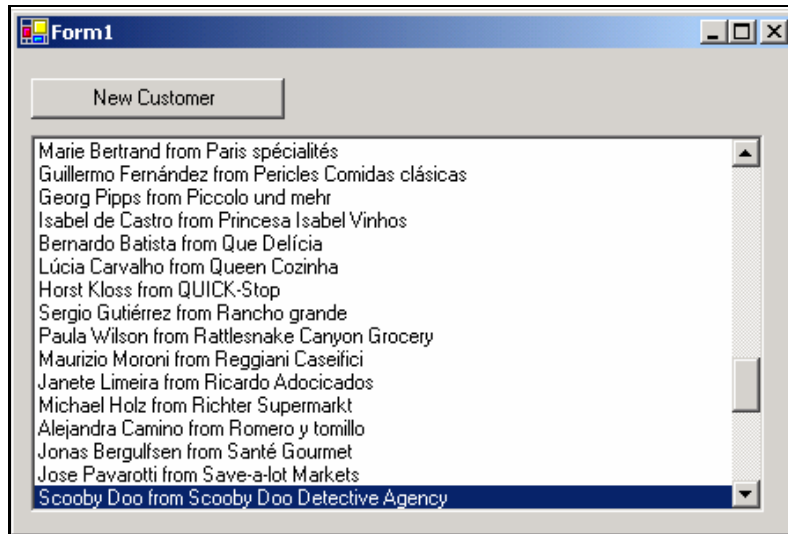 Form1
New Customer
Marie Bertrand from Paris spécialités
Guillermo Fernández from Pericles Comidas clásicas
Georg Pipps from Piccolo und mehr
Isabel de Castro from Princesa Isabel Vinhos
Bernardo Batista from Que Delícia
Lúcia Carvalho from Queen Cozinha
Horst Kloss from QUICK-Stop
Sergio Gutiérrez from Rancho grande
Paula Wilson from Rattlesnake Canyon Grocery
Maurizio Moroni from Reggiani Caseifici
Janete Limeira from Ricardo Adocicados
Michael Holz from Richter Supermarkt
Alejandra Camino from Romero y tomillo
Jonas Bergulfsen from Santé Gourmet
Jose Pavarotti from Save-a-lot Markets
Scooby Doo from Scooby Doo Detective Agency